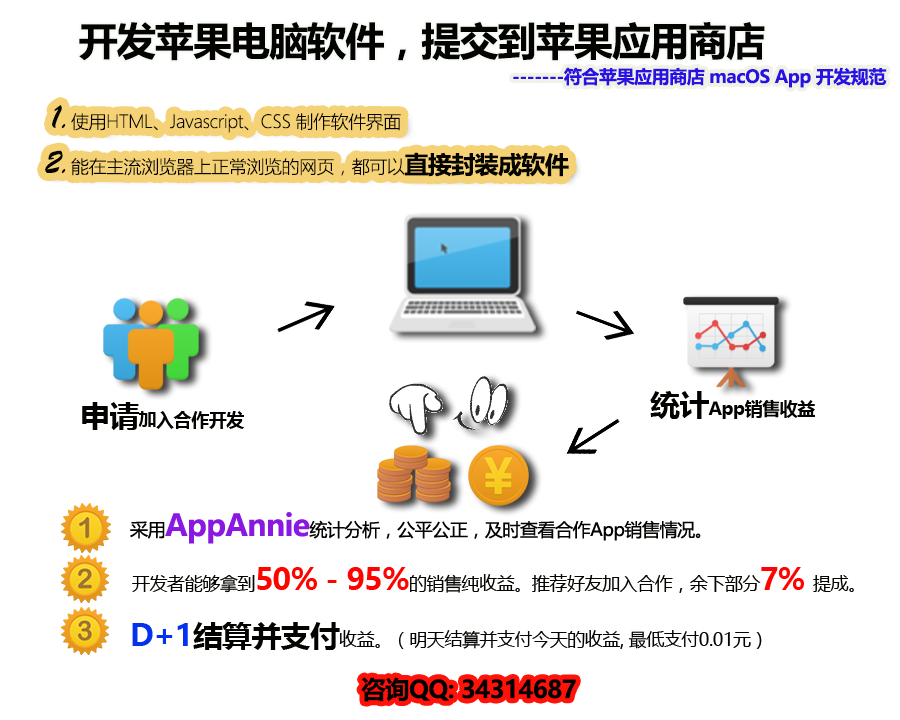 开发苹果电脑软件，提交到苹果应用商店
-------符合苹果应用商店 macOS App 开发规范
1. 使用HTML、Javascript、CSS 制作软件界面
2. 能在主流浏览器上正常浏览的网页，都可以直接封装成软件
申请加入合作开发
统计App销售收益
¥
1 采用AppAnnie统计分析，公平公正，及时查看合作App销售情况。
2 开发者能够拿到50% - 95%的销售纯收益。推荐好友加入合作，余下部分7% 提成。
3 D+1结算并支付收益。（明天结算并支付今天的收益, 最低支付0.01元）
咨询QQ: 34314687